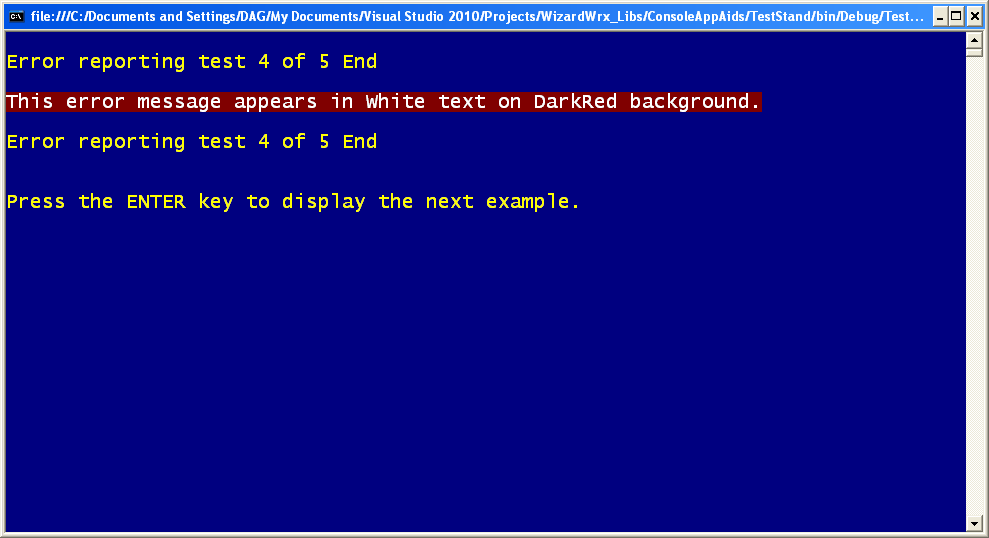 file:///C:/Documents and Settings/DAG/My Documents/Visual Studio 2010/Projects/WizardWrx_Libs/ConsoleAppAids/TestStand/bin/Debug/Test...
Error reporting test 4 of 5 End
This error message appears in White text on DarkRed background.
Error reporting test 4 of 5 End
Press the ENTER key to display the next example.